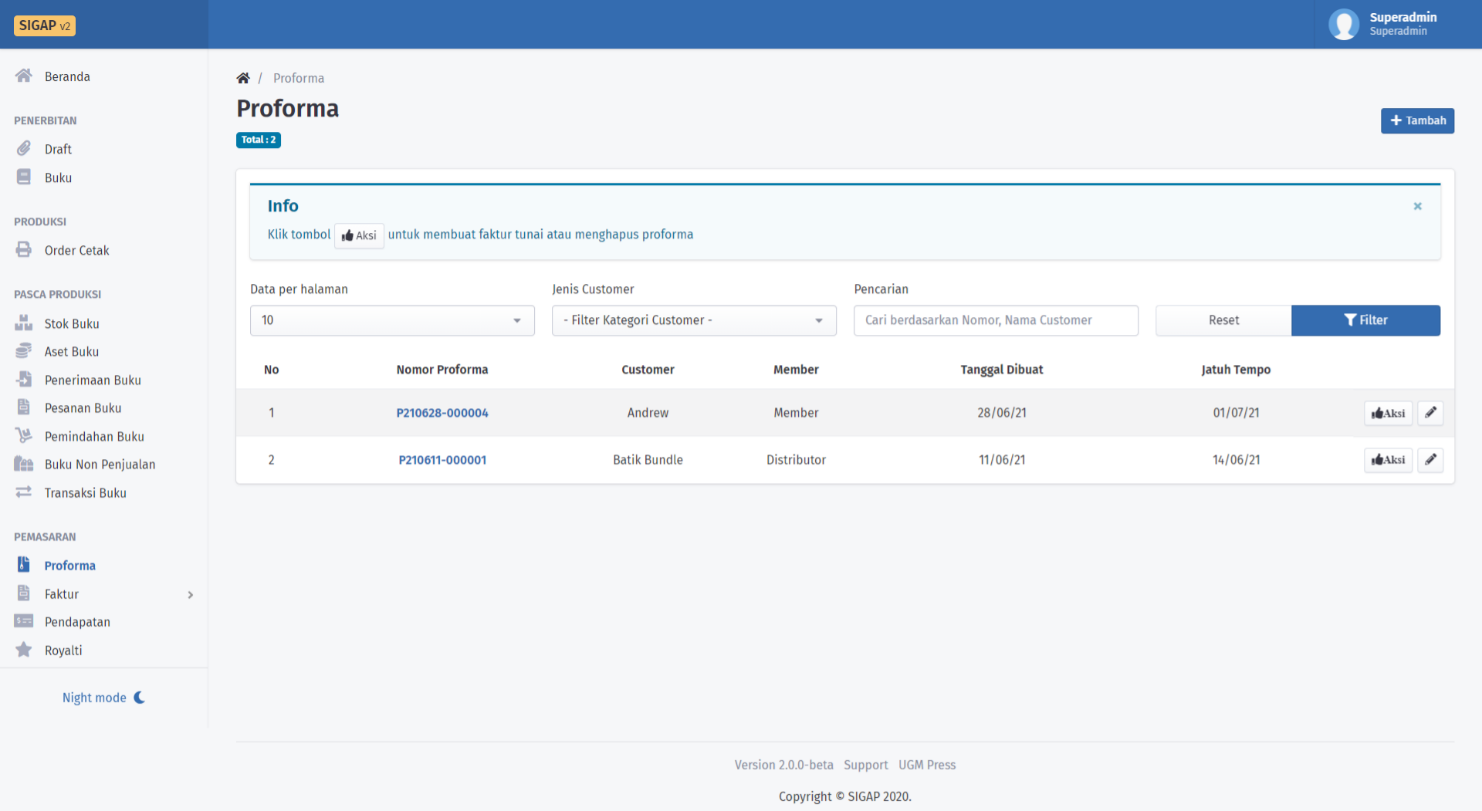 SIGAP v2
Superadmin
Superadmin
Beranda
PENERBITAN
Draft
Buku
PRODUKSI
Order Cetak
PASCA PRODUKSI
Stok Buku
Aset Buku
Penerimaan Buku
Pesanan Buku
Pemindahan Buku
Buku Non Penjualan
Transaksi Buku
PEMASARAN
Proforma
Faktur
Pendapatan
Royalti
Night mode
/ Proforma
Proforma
Total : 2
+ Tambah
Info
×
Klik tombol Aksi untuk membuat faktur tunai atau menghapus proforma
Data per halaman Jenis Customer Pencarian
10 - Filter Kategori Customer - Cari berdasarkan Nomor, Nama Customer Reset Filter
No Nomor Proforma Customer Member Tanggal Dibuat Jatuh Tempo
1 P210628-000004 Andrew Member 28/06/21 01/07/21 Aksi
2 P210611-000001 Batik Bundle Distributor 11/06/21 14/06/21 Aksi
Version 2.0.0-beta Support UGM Press
Copyright © SIGAP 2020.